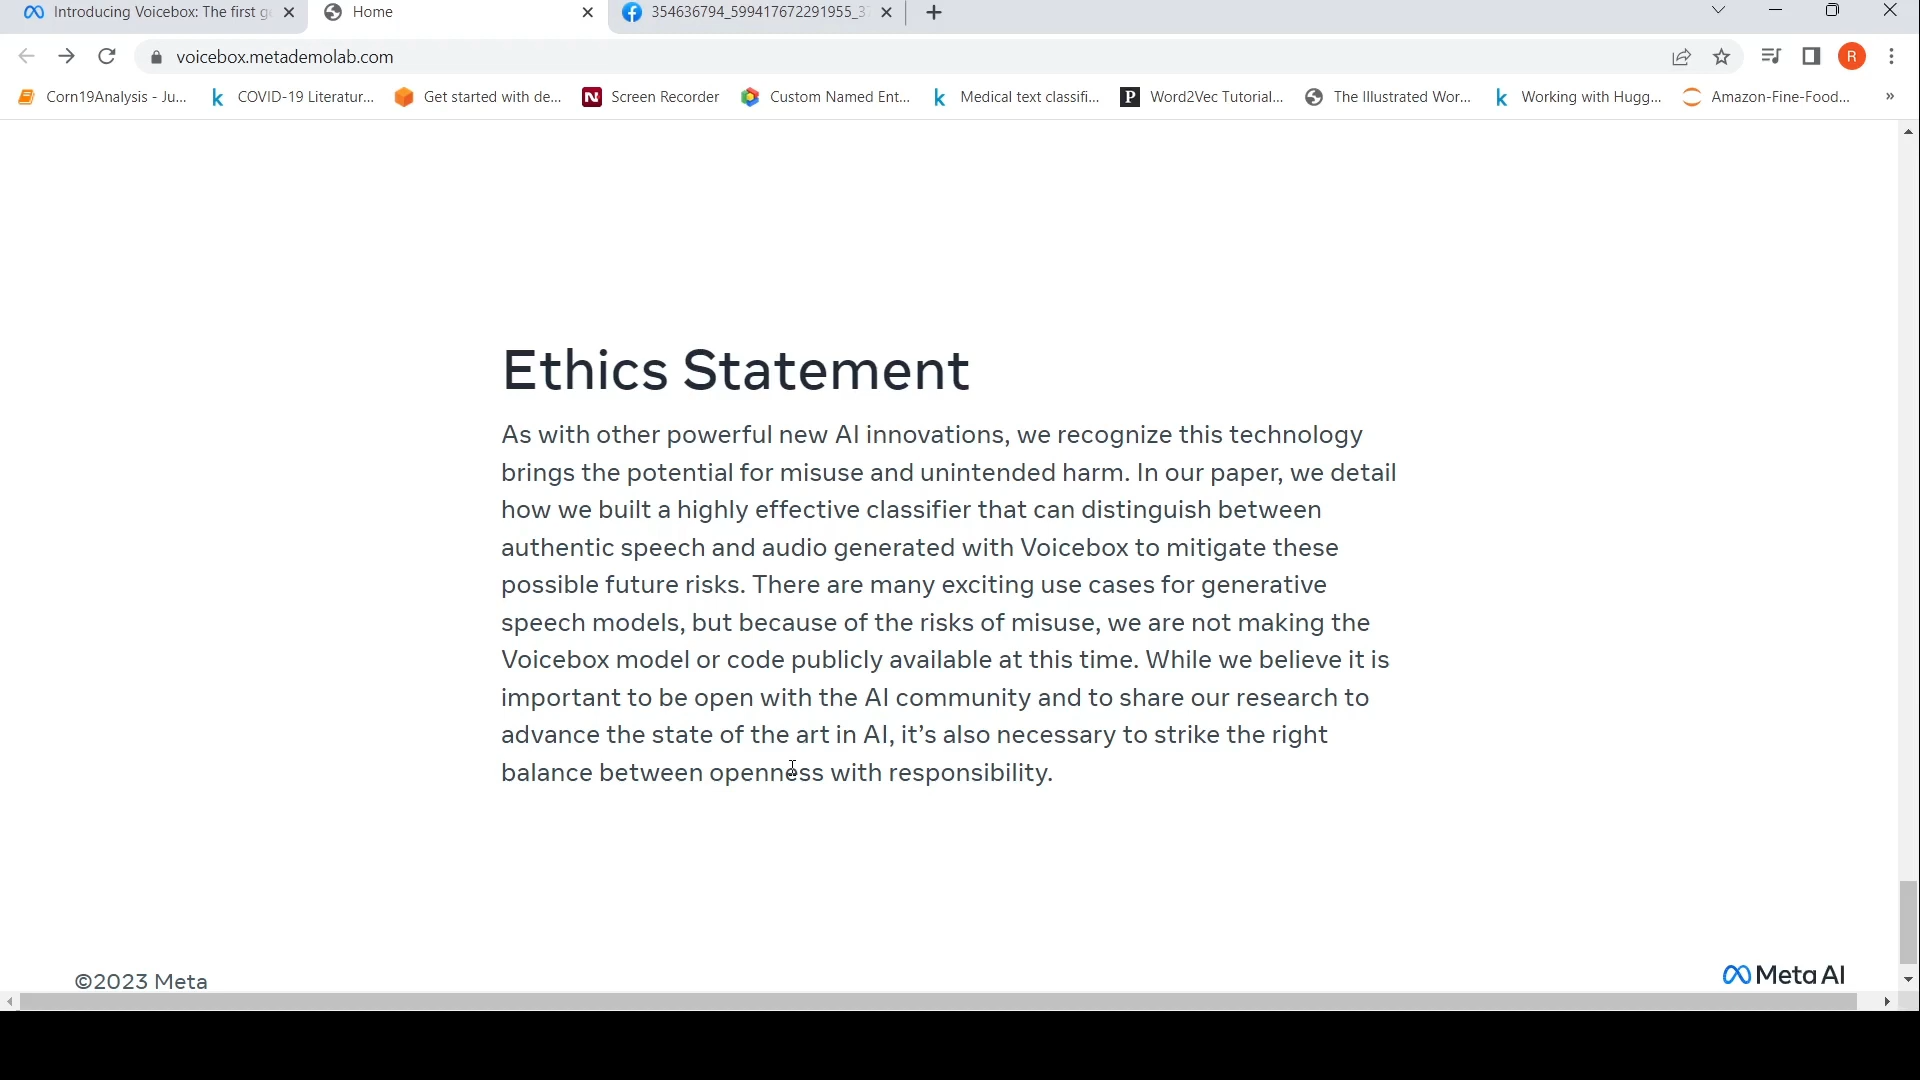 Introducing Voicebox: The first g
Home
354636794_599417672291955_3
voicebox.metademolab.com
R
Corn19Analysis - Ju...
COVID-19 Literatur...
Get started with de...
Screen Recorder
Custom Named Ent...
Medical text classifi...
Word2Vec Tutorial...
The Illustrated Wor...
Working with Hugg...
Amazon-Fine-Food...
»
Ethics Statement
As with other powerful new AI innovations, we recognize this technology
brings the potential for misuse and unintended harm. In our paper, we detail
how we built a highly effective classifier that can distinguish between
authentic speech and audio generated with Voicebox to mitigate these
possible future risks. There are many exciting use cases for generative
speech models, but because of the risks of misuse, we are not making the
Voicebox model or code publicly available at this time. While we believe it is
important to be open with the AI community and to share our research to
advance the state of the art in AI, it’s also necessary to strike the right
balance between openness with responsibility.
©2023 Meta
Meta AI